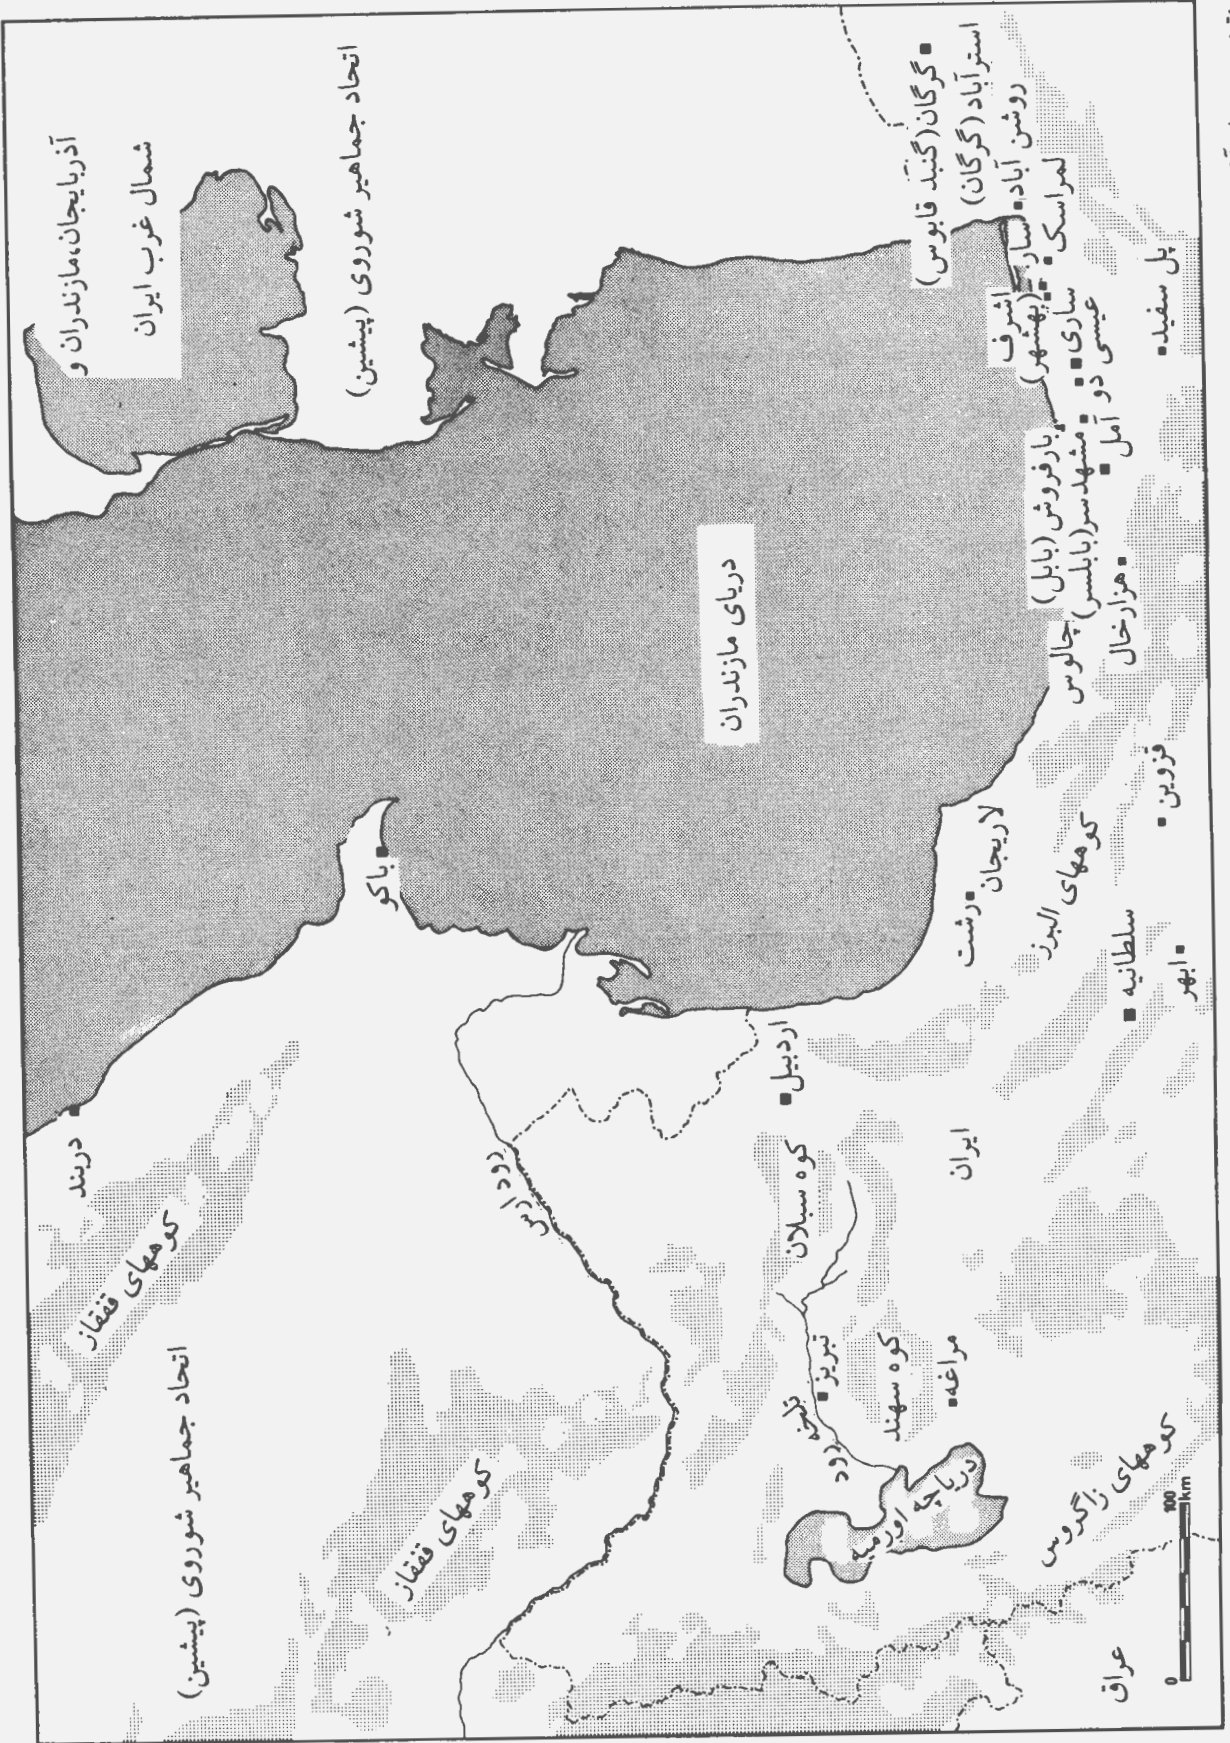 آذربایجان،مازندران و
شمال غرب ایران
اتحاد جماهیر شوروی (پیشین)
گرگان(گنبد قابوس)
استرآباد(گرگان)
روشن آباد
سار
لمراسک
اشرف
(بهشهر)
ساری
عیسی دو
پل سفید
بارفروش(بابل)
مشهدسر(بابلسر)
آمل
دریای مازندران
چالوس
هزارخال
قزوین
باکو
لاریجان
رشت
کوههای البرز
سلطانیه
ابهر
دربند
کوههای قفقاز
رود ارس
اردبیل
کوه سبلان
ایران
اتحاد جماهیر شوروی (پیشین)
کوههای قفقاز
تلخه رود
تبریز
کوه سهند
مراغه
دریاچه اورمیه
کوههای زاگروس
عراق
0 100
km